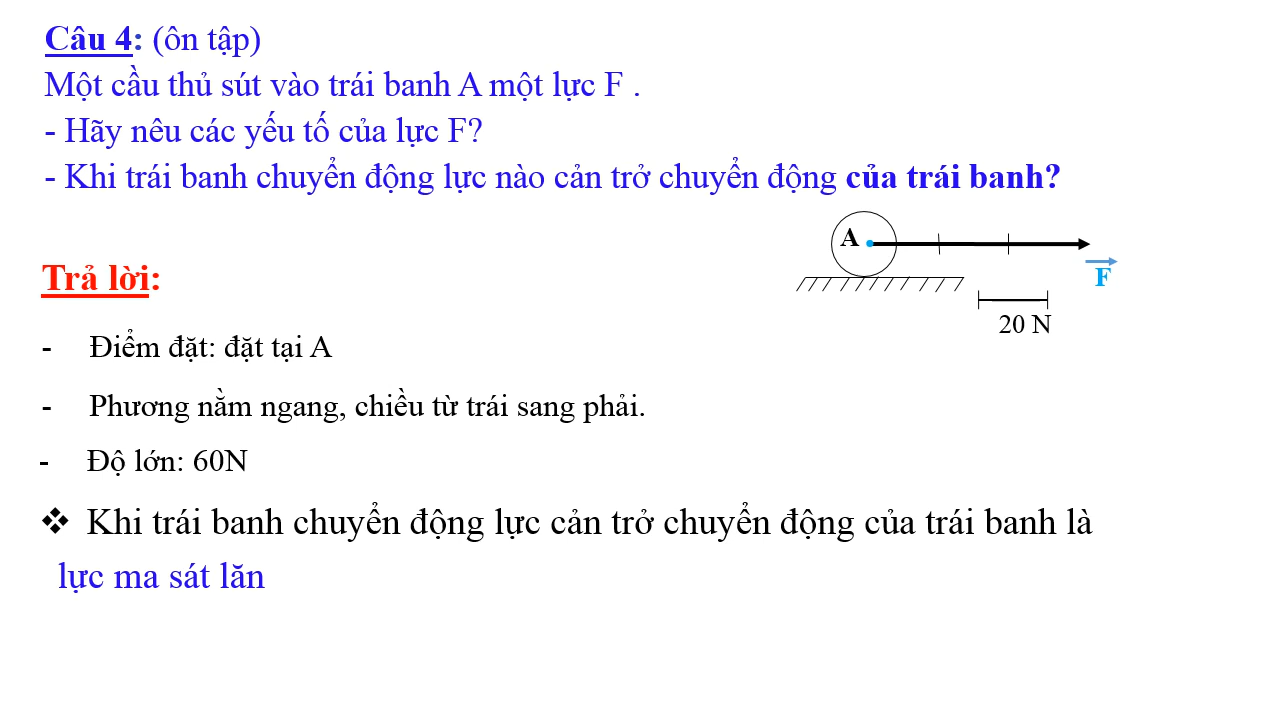 Câu 4: (ôn tập)
Một cầu thủ sút vào trái banh A một lực F .
- Hãy nêu các yếu tố của lực F?
- Khi trái banh chuyển động lực nào cản trở chuyển động của trái banh?
A
F
20 N
Trả lời:
- Điểm đặt: đặt tại A
- Phương nằm ngang, chiều từ trái sang phải.
- Độ lớn: 60N
❖ Khi trái banh chuyển động lực cản trở chuyển động của trái banh là
lực ma sát lăn